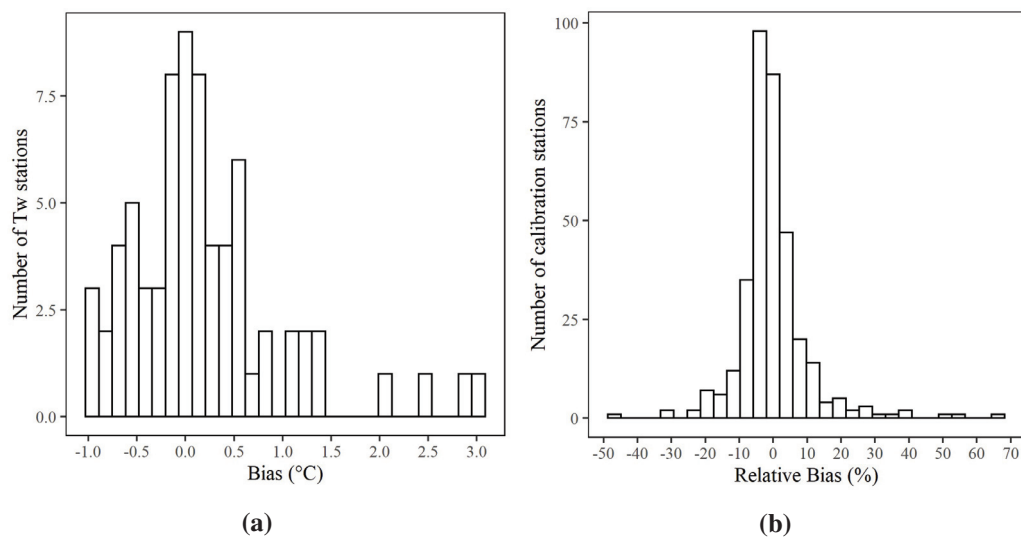 Number of Tw stations
7.5
5.0
2.5
0.0
-1.0 -0.5 0.0 0.5 1.0 1.5 2.0 2.5 3.0
Bias (°C)
(a)
Number of calibration stations
100
75
50
25
0
-50 -40 -30 -20 -10 0 10 20 30 40 50 60 70
Relative Bias (%)
(b)